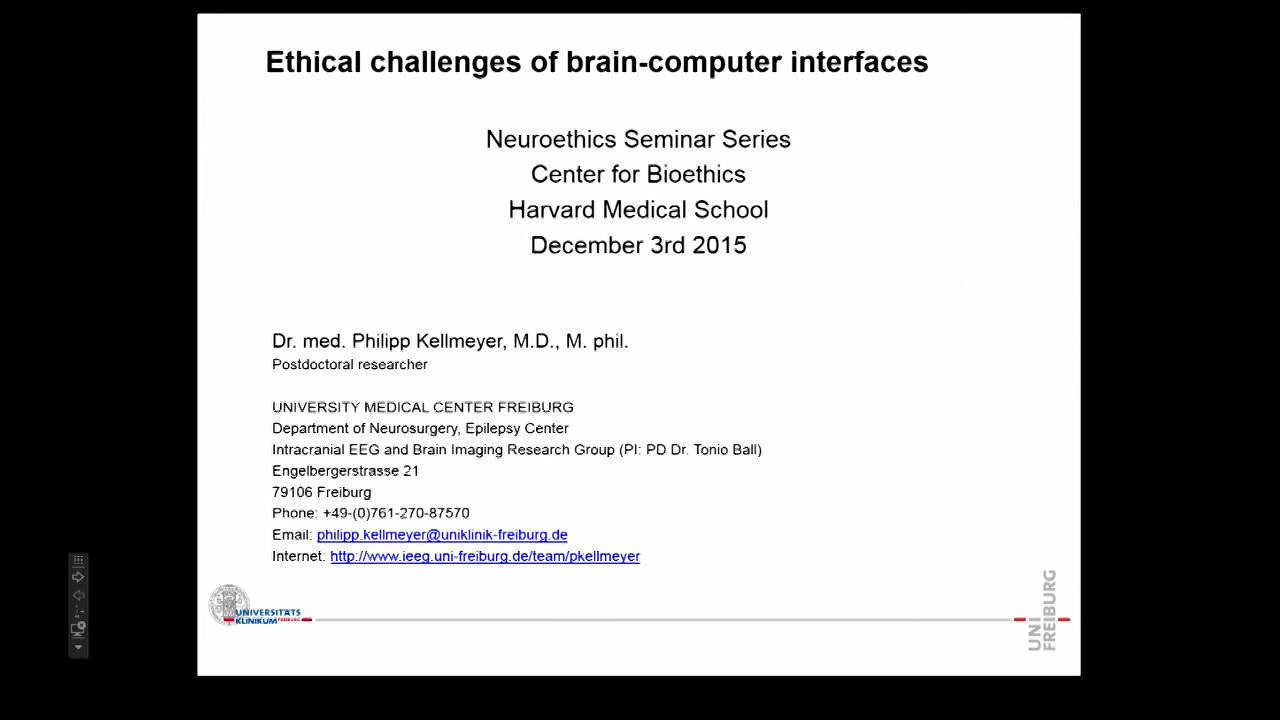 Ethical challenges of brain-computer interfaces
Neuroethics Seminar Series
Center for Bioethics
Harvard Medical School
December 3rd 2015
Dr. med. Philipp Kellmeyer, M.D., M. phil.
Postdoctoral researcher
UNIVERSITY MEDICAL CENTER FREIBURG
Department of Neurosurgery, Epilepsy Center
Intracranial EEG and Brain Imaging Research Group (PI: PD Dr. Tonio Ball)
Engelbergerstrasse 21
79106 Freiburg
Phone: +49-(0)761-270-87570
Email: philipp.kellmeyer@uniklinik-freiburg.de
Internet: http://www.ieeg.uni-freiburg.de/team/pkellmeyer
UNIVERSITÄTS
KLINIKUM FREIBURG
UNI
FREIBURG